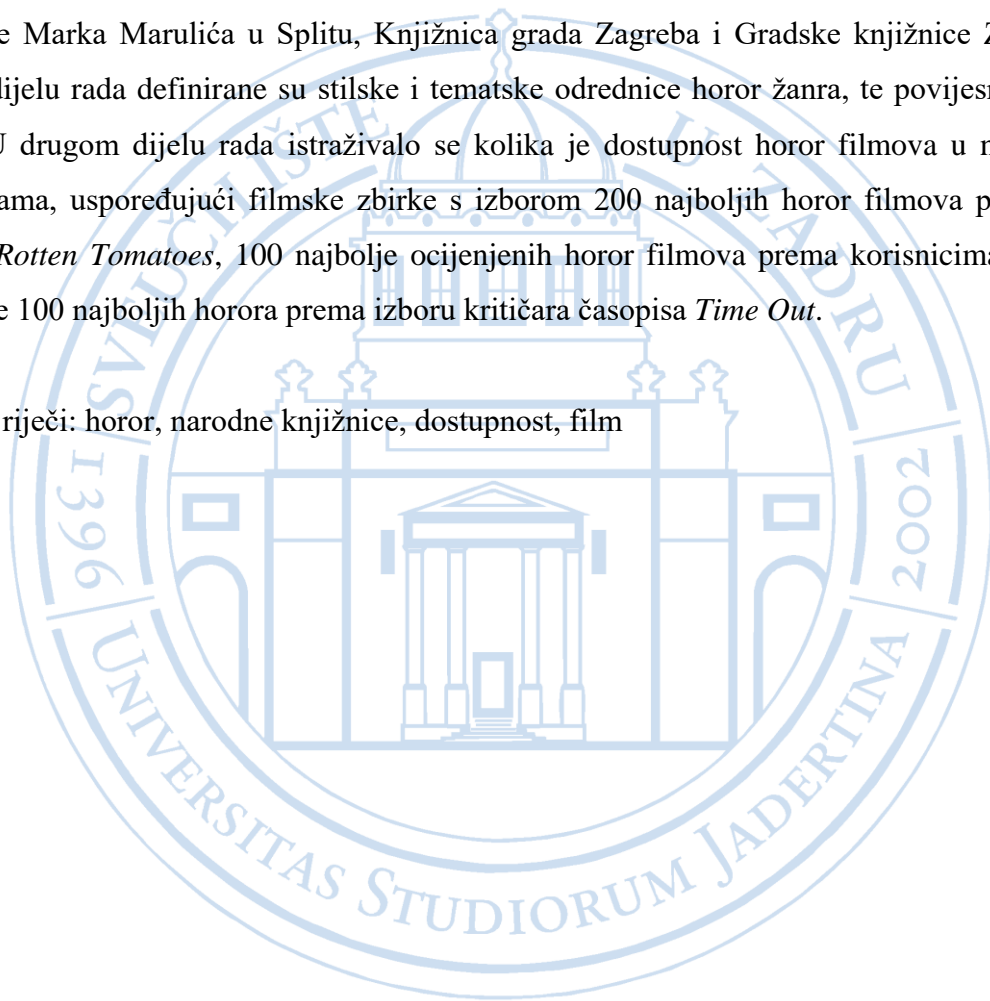 e Marka Marulića u Splitu, Knjižnica grada Zagreba i Gradske knjižnice Z
dijelu rada definirane su stilske i tematske odrednice horor žanra, te povijesn
U drugom dijelu rada istraživalo se kolika je dostupnost horor filmova u n
ama, uspoređujući filmske zbirke s izborom 200 najboljih horor filmova p
Rotten Tomatoes, 100 najbolje ocijenjenih horor filmova prema korisnicima
e 100 najboljih horora prema izboru kritičara časopisa Time Out.
riječi: horor, narodne knjižnice, dostupnost, film
SVEUČILIŠTE U ZADRU
1396
2002
UNIVERSITAS STUDIORUM JADERTINA